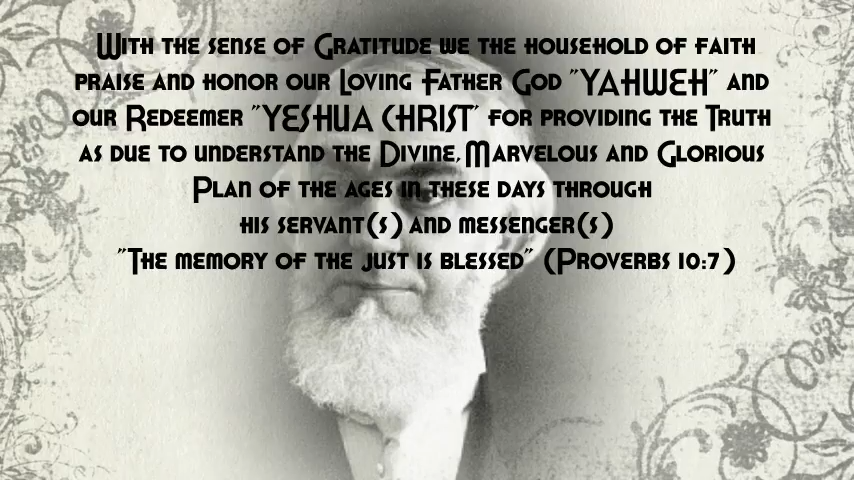 With the sense of Gratitude we the household of faith
praise and honor our Loving Father God "YAHWEH" and
our Redeemer "YESHUA CHRIST" for providing the Truth
as due to understand the Divine, Marvelous and Glorious
Plan of the ages in these days through
his servant(s) and messenger(s)
"The memory of the just is blessed" (Proverbs 10:7)